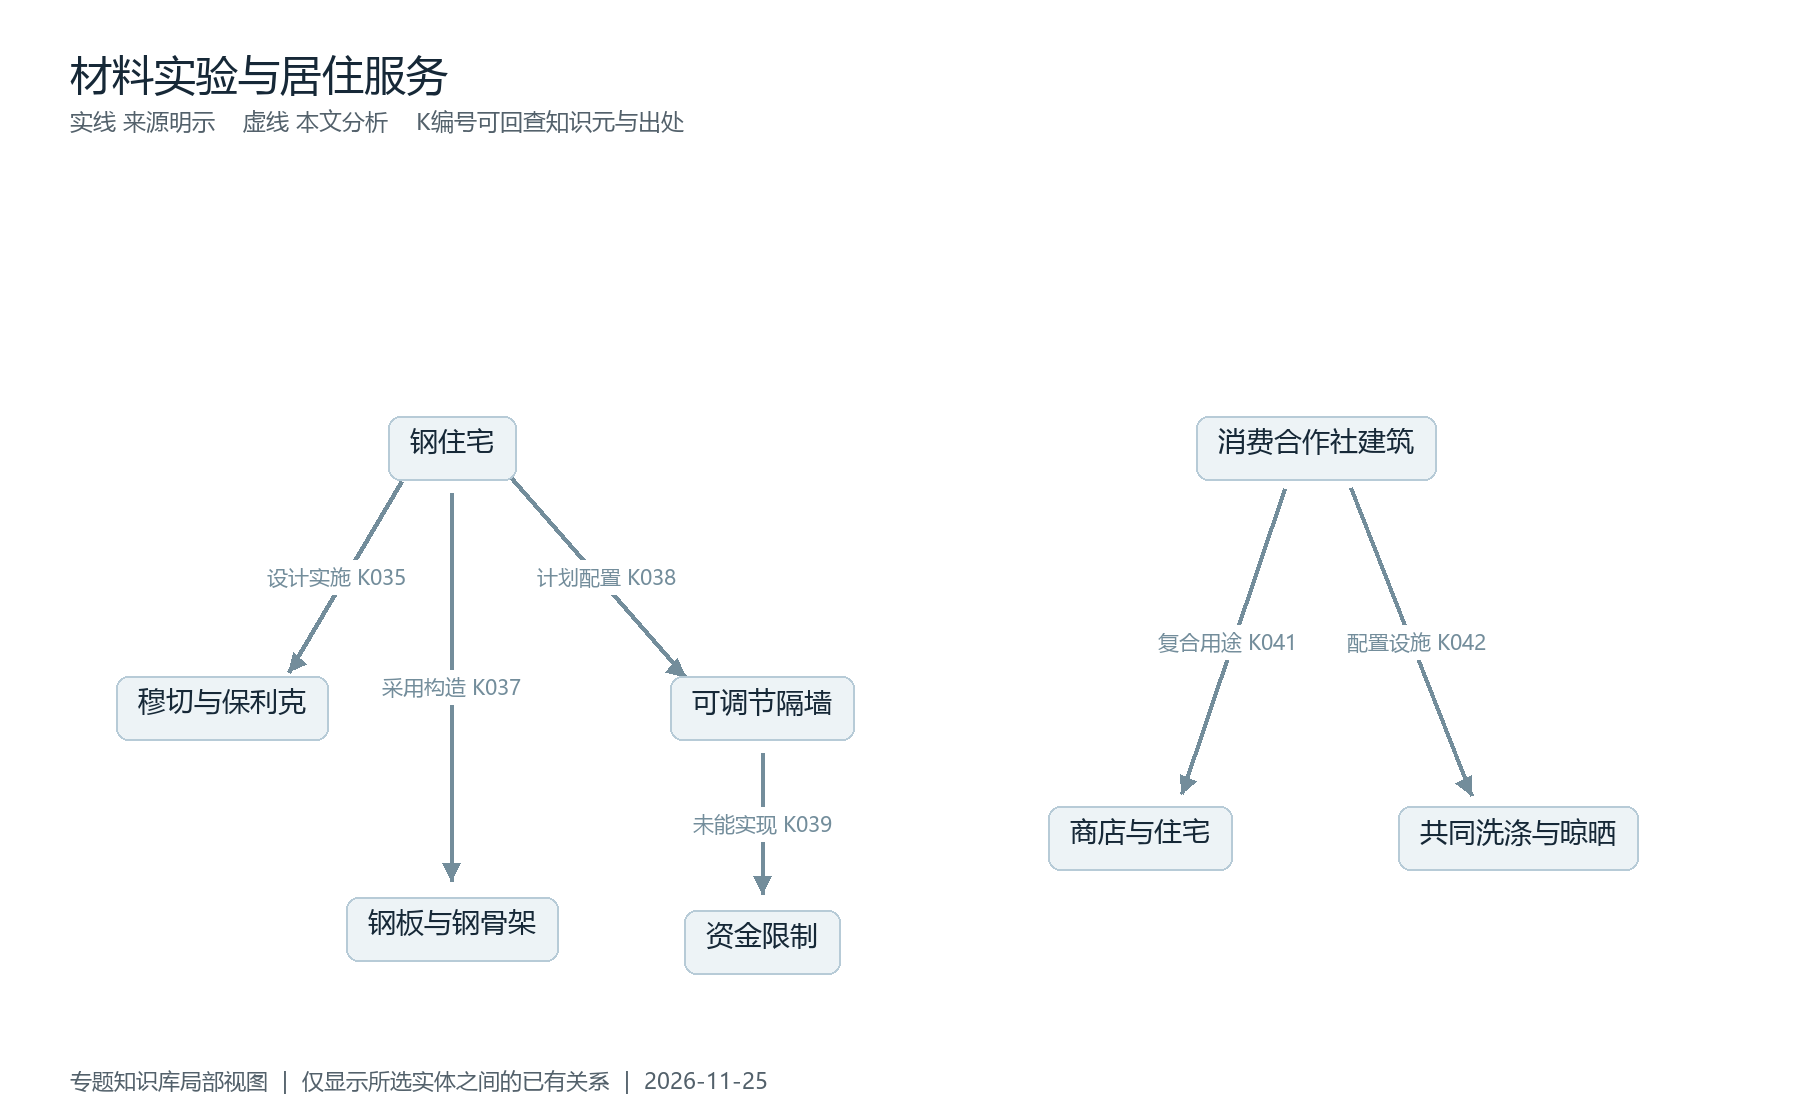 材料实验与居住服务
实线 来源明示 虚线 本文分析 K编号可回查知识元与出处
钢住宅
消费合作社建筑
设计实施 K035
计划配置 K038
复合用途 K041
配置设施 K042
采用构造 K037
穆切与保利克
可调节隔墙
未能实现 K039
商店与住宅
共同洗涤与晾晒
钢板与钢骨架
资金限制
专题知识库局部视图 | 仅显示所选实体之间的已有关系 | 2026-11-25